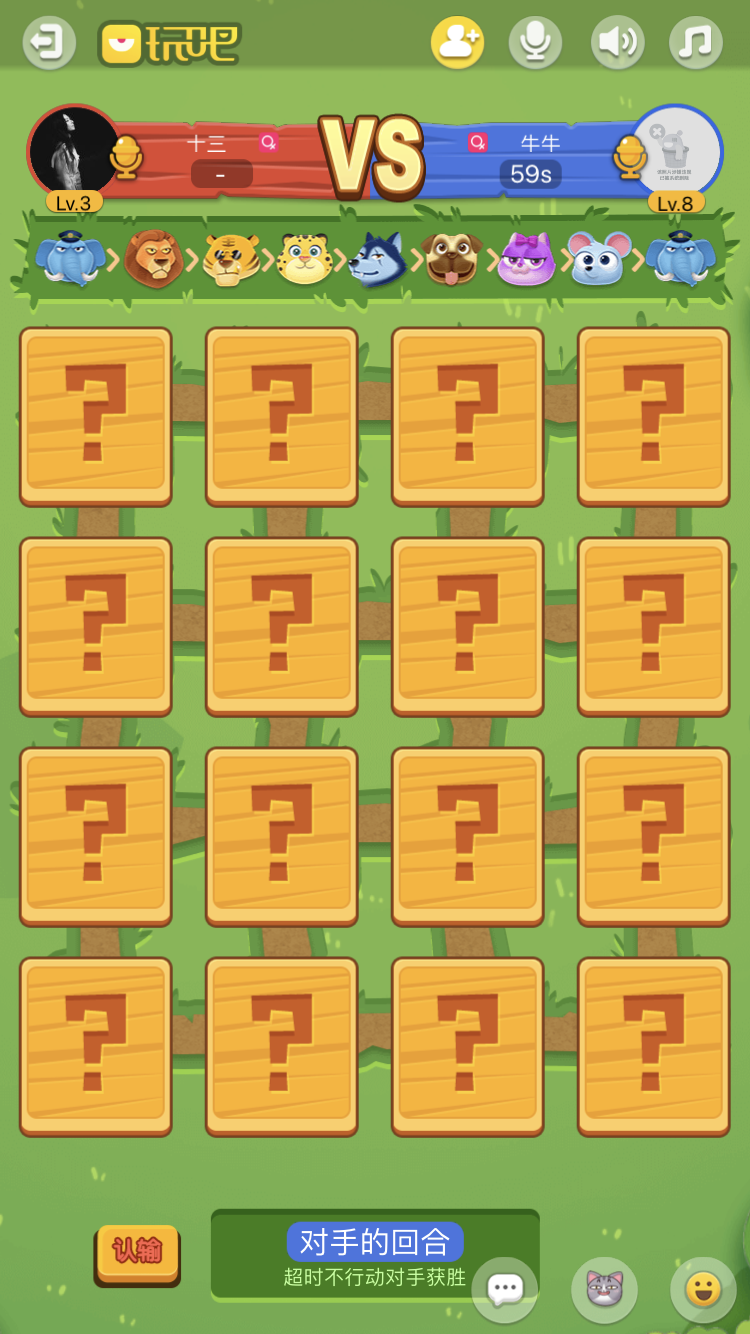 玩吧
十三
-
VS
牛牛
59s
Lv.3
Lv.8
? ? ? ?
? ? ? ?
? ? ? ?
? ? ? ?
认输
对手的回合
超时不行动对手获胜